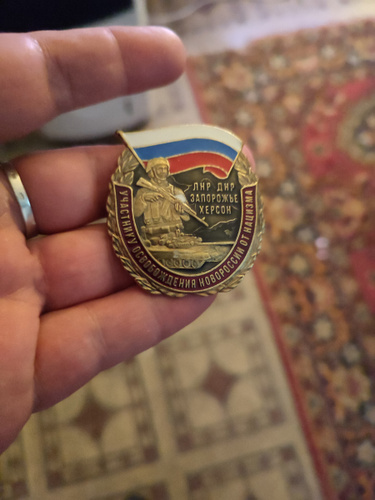 ЛНР ДНР
ЗАПОРОЖЬЕ
ХЕРСОН
УЧАСТНИКУ ОСВОБОЖДЕНИЯ НОВОРОССИИ ОТ НАЦИЗМА